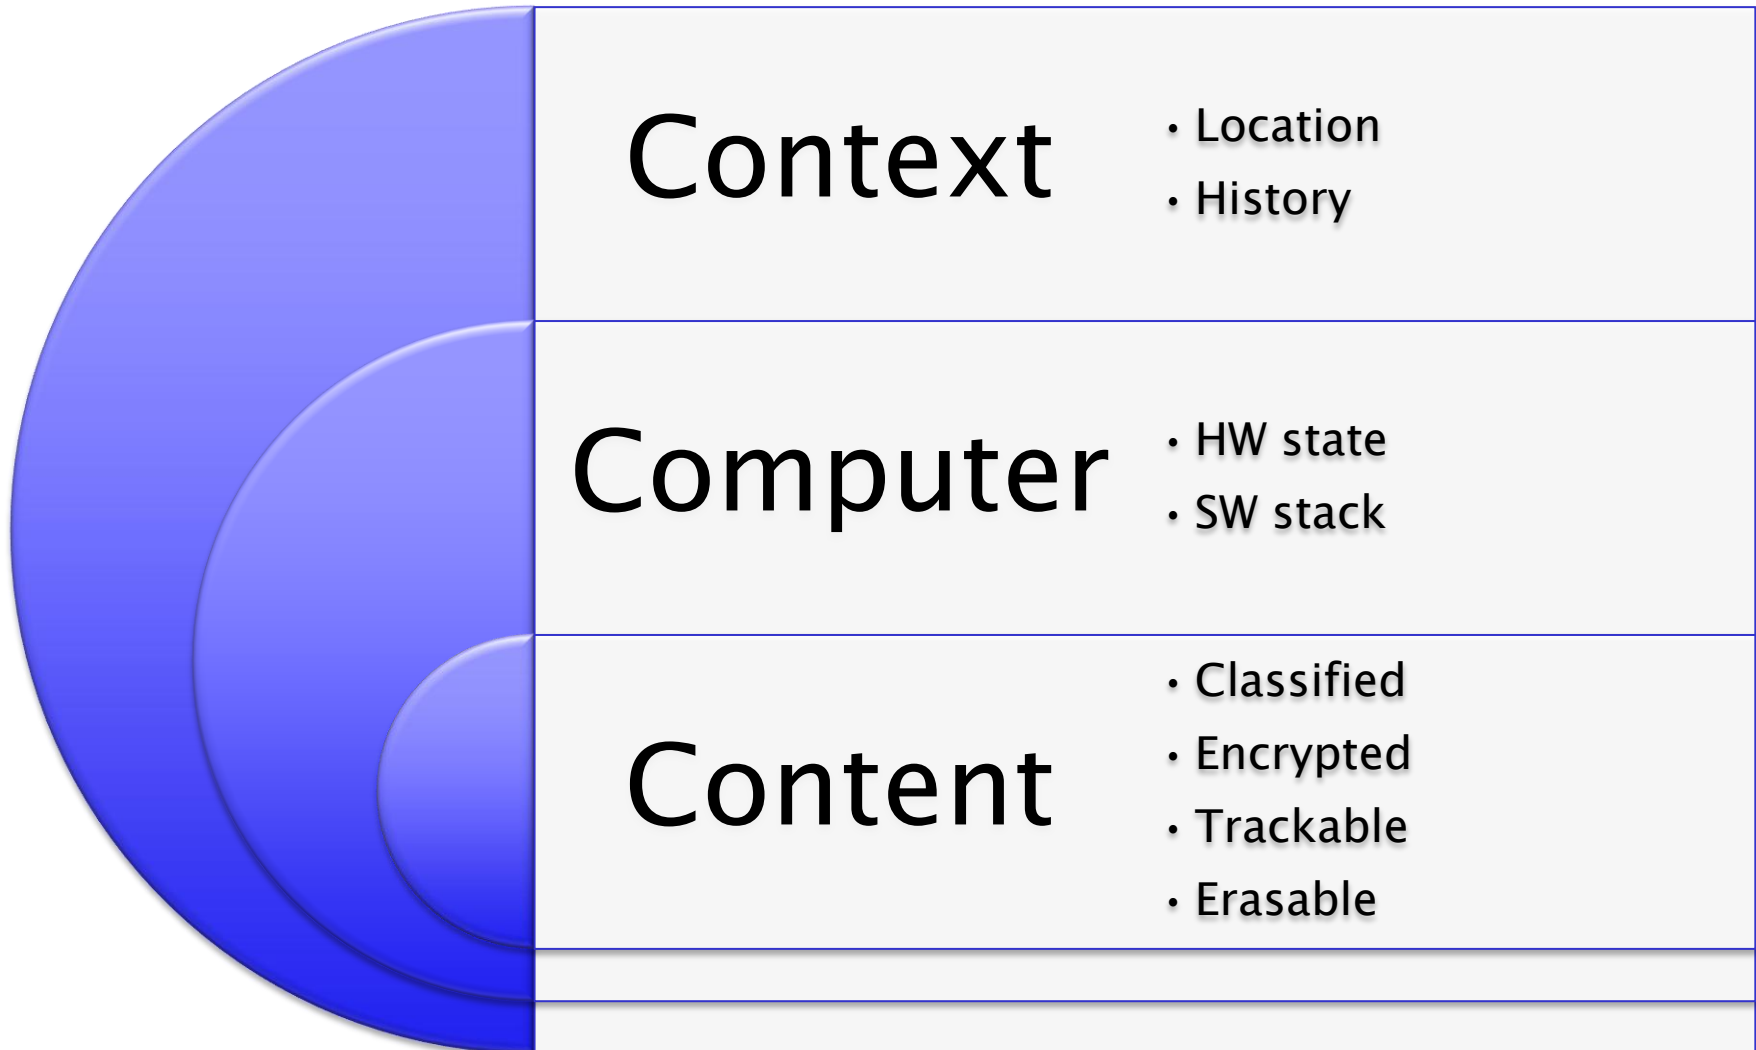 Context
• Location
• History
Computer
• HW state
• SW stack
Content
• Classified
• Encrypted
• Trackable
• Erasable